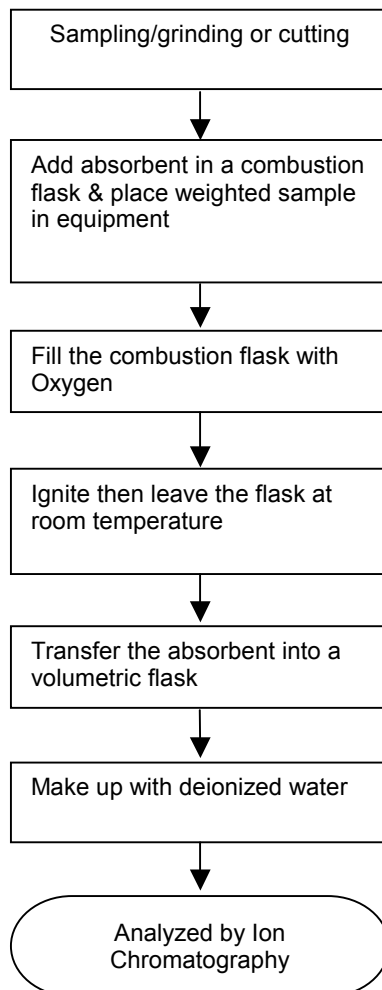 Sampling/grinding or cutting
Add absorbent in a combustion
flask & place weighted sample
in equipment
Fill the combustion flask with
Oxygen
Ignite then leave the flask at
room temperature
Transfer the absorbent into a
volumetric flask
Make up with deionized water
Analyzed by Ion
Chromatography